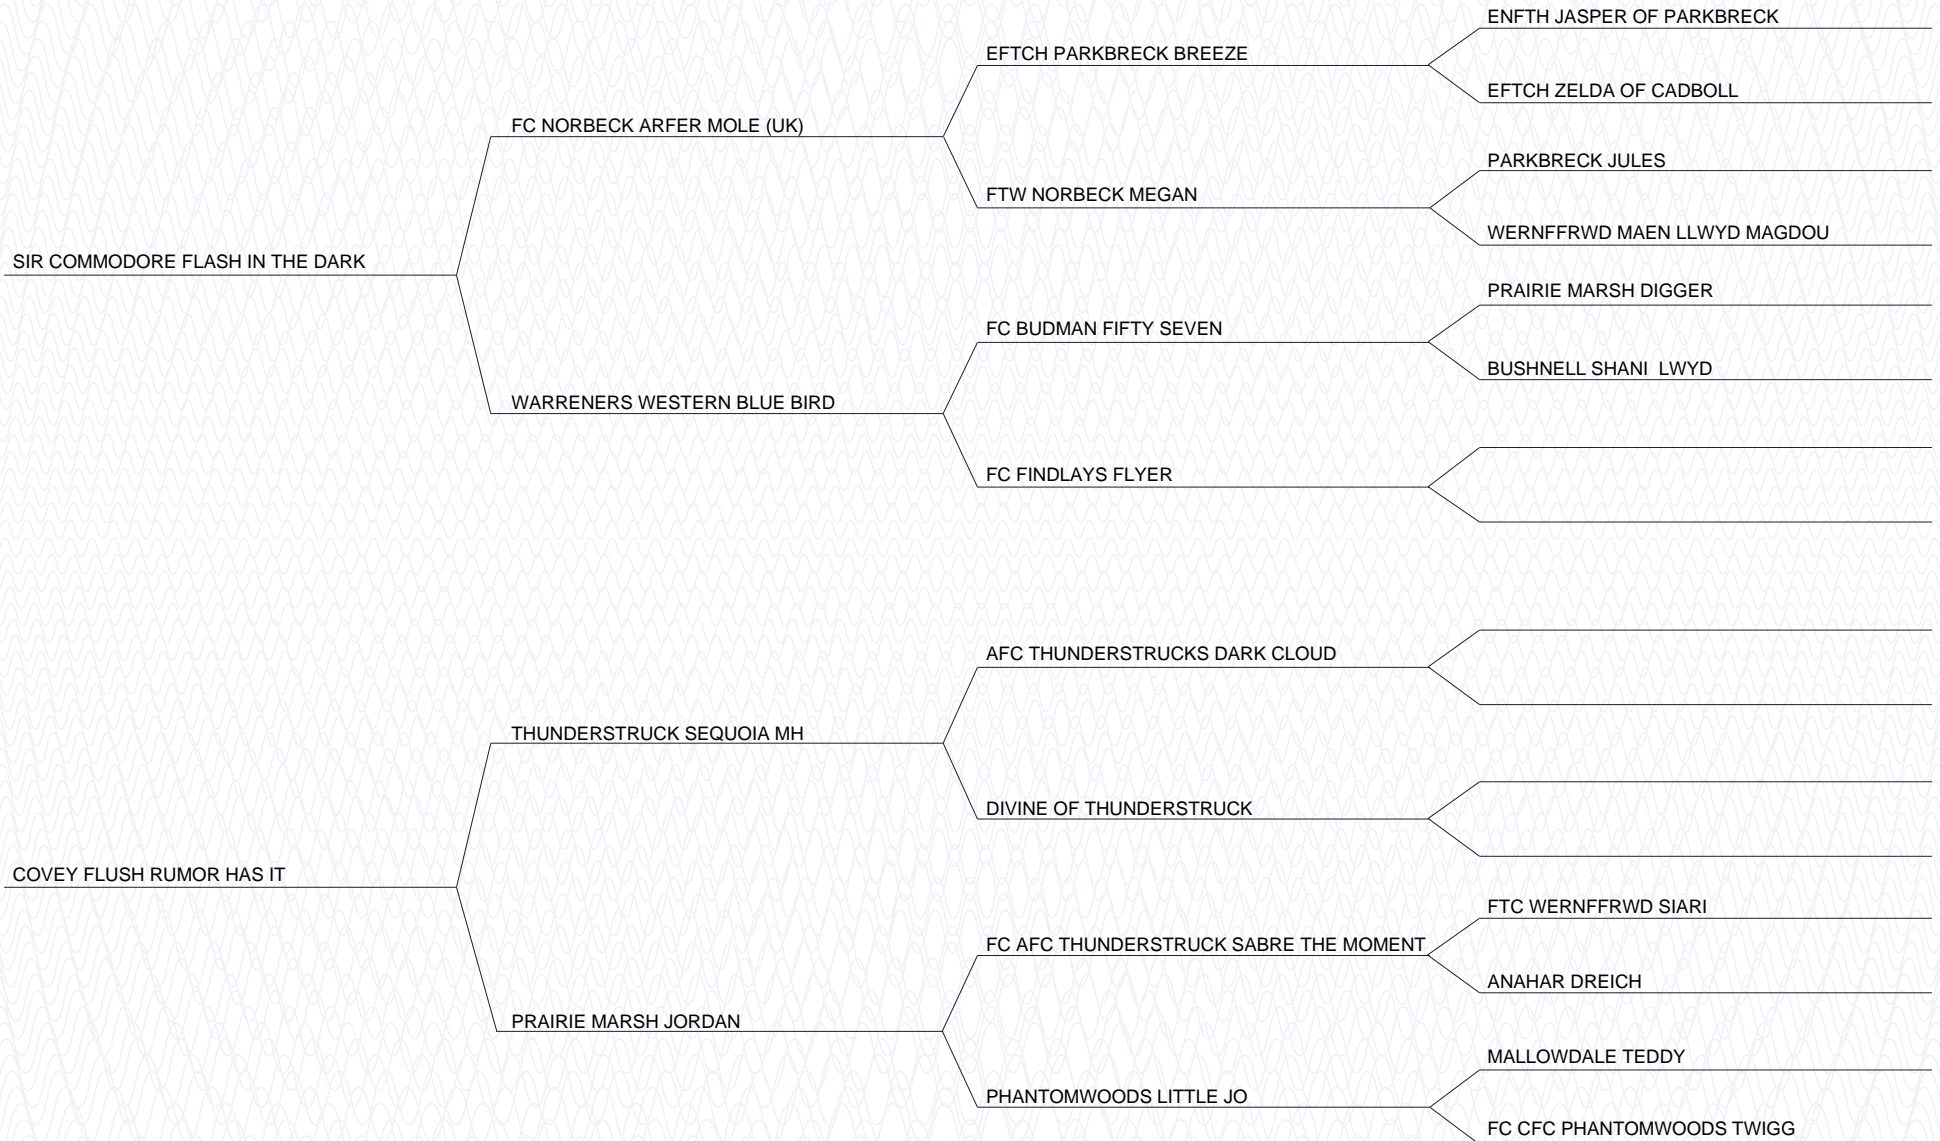 ENFTH JASPER OF PARKBRECK
EFTCH PARKBRECK BREEZE
EFTCH ZELDA OF CADBOLL
FC NORBECK ARFER MOLE (UK)
PARKBRECK JULES
FTW NORBECK MEGAN
WERNFFRWD MAEN LLWYD MAGDOU
SIR COMMODORE FLASH IN THE DARK
PRAIRIE MARSH DIGGER
FC BUDMAN FIFTY SEVEN
BUSHNELL SHANI  LWYD
WARRENERS WESTERN BLUE BIRD
FC FINDLAYS FLYER
AFC THUNDERSTRUCKS DARK CLOUD
THUNDERSTRUCK SEQUOIA MH
DIVINE OF THUNDERSTRUCK
COVEY FLUSH RUMOR HAS IT
FTC WERNFFRWD SIARI
FC AFC THUNDERSTRUCK SABRE THE MOMENT
ANAHAR DREICH
PRAIRIE MARSH JORDAN
MALLOWDALE TEDDY
PHANTOMWOODS LITTLE JO
FC CFC PHANTOMWOODS TWIGG